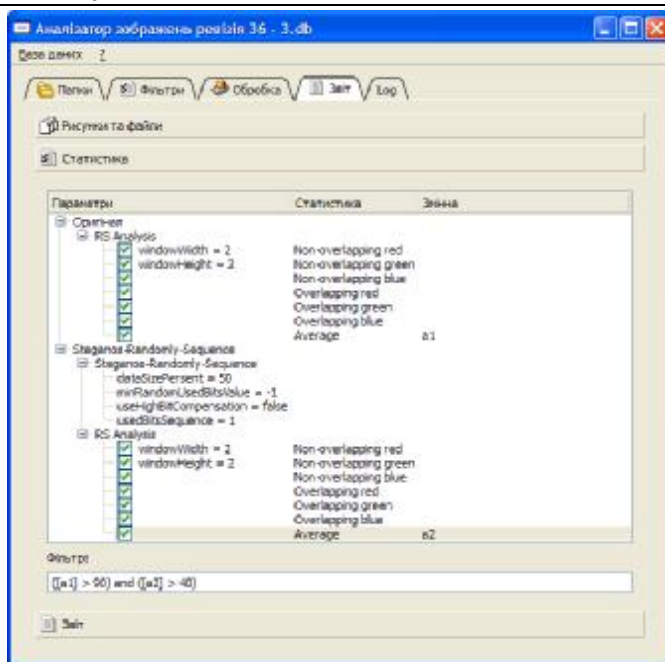 Аналізатор зображень revizin 36 - 3.db
База даних ?
Папки Фільтри Обробка Звіт Log
Рисунки та файли
Статистика
Параметри Статистика Змінна
Оригінал
RS Analysis
windowWidth = 2 Non-overlapping red
windowHeight = 2 Non-overlapping green
Non-overlapping blue
Overlapping red
Overlapping green
Overlapping blue
Average a1
Steganos-Randomly-Sequence
Steganos-Randomly-Sequence
dataSizePersent = 50
minRandomUsedBitsValue = -1
useHighBitCompensation = false
usedBitsSequence = 1
RS Analysis
windowWidth = 2 Non-overlapping red
windowHeight = 2 Non-overlapping green
Non-overlapping blue
Overlapping red
Overlapping green
Overlapping blue
Average a2
Фільтрі
([a1] > 90) and ([a2] > 40)
Звіт